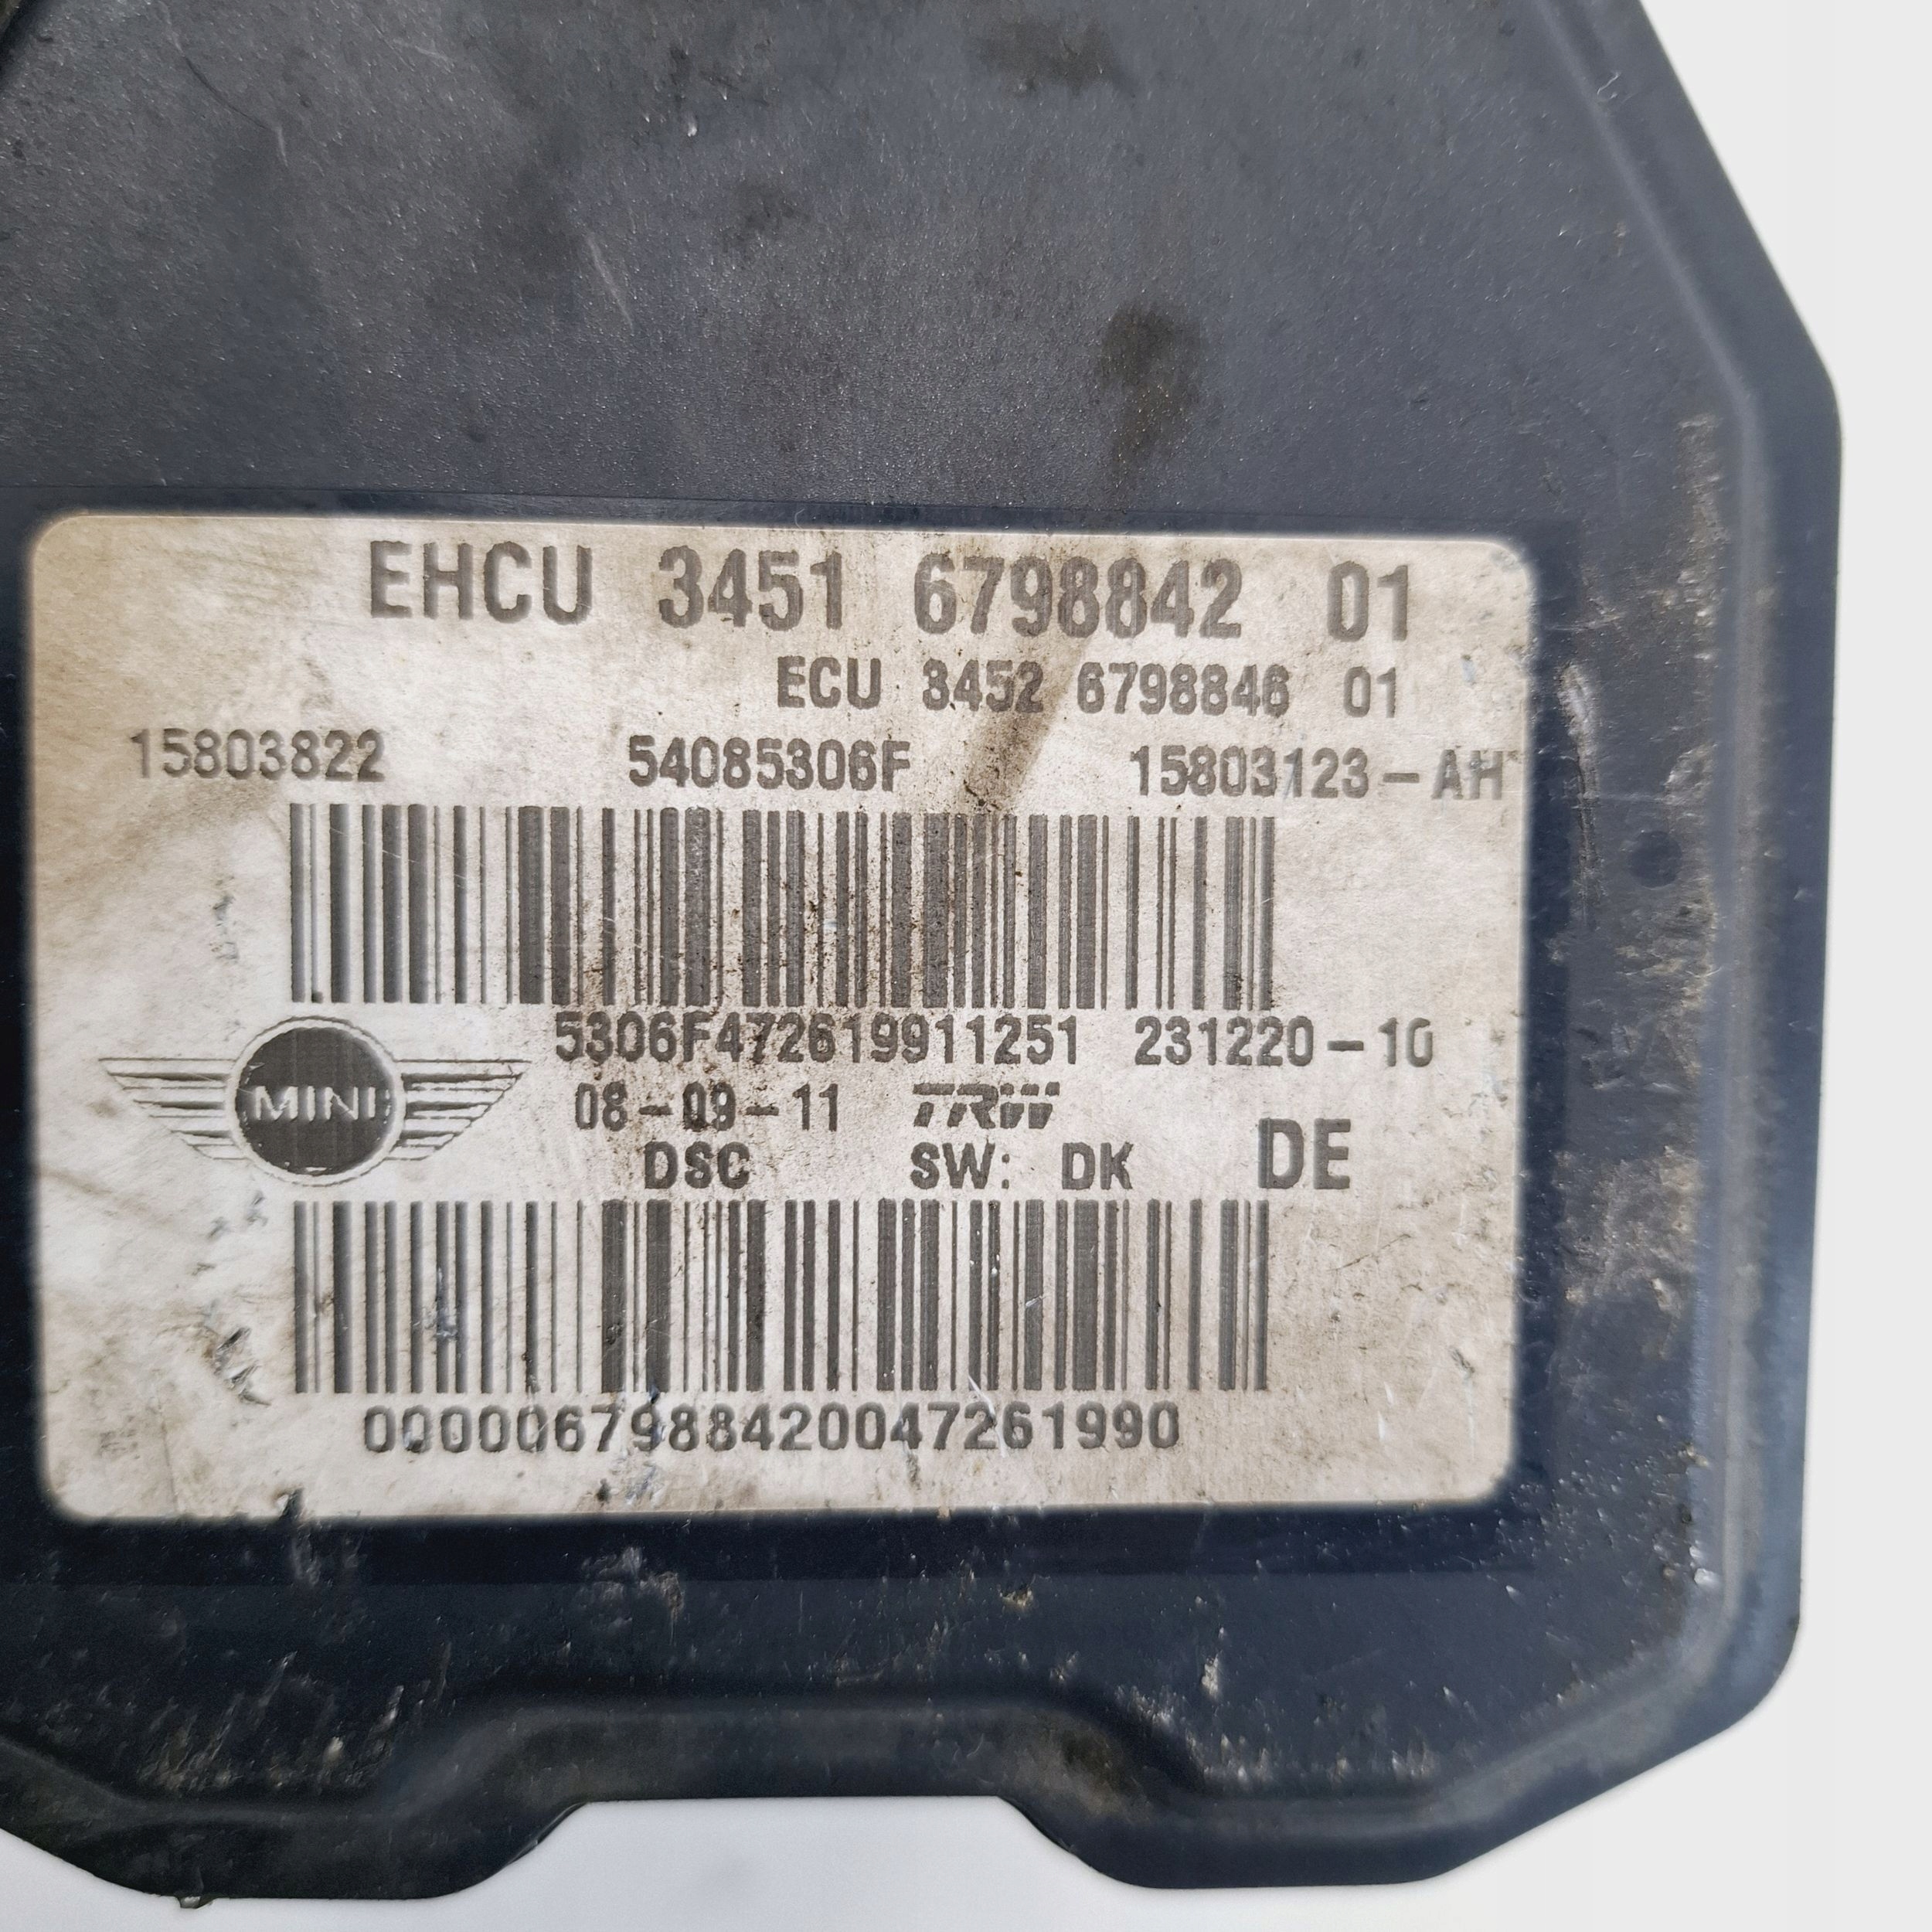 EHCU 3451 6798842 01
ECU 3452 6798846 01
15803822 54085306F 15803123-AH
5306F472619911251 231220-10
MINI 08-09-11 TRW
DSC SW: DK DE
0000067988420047261990